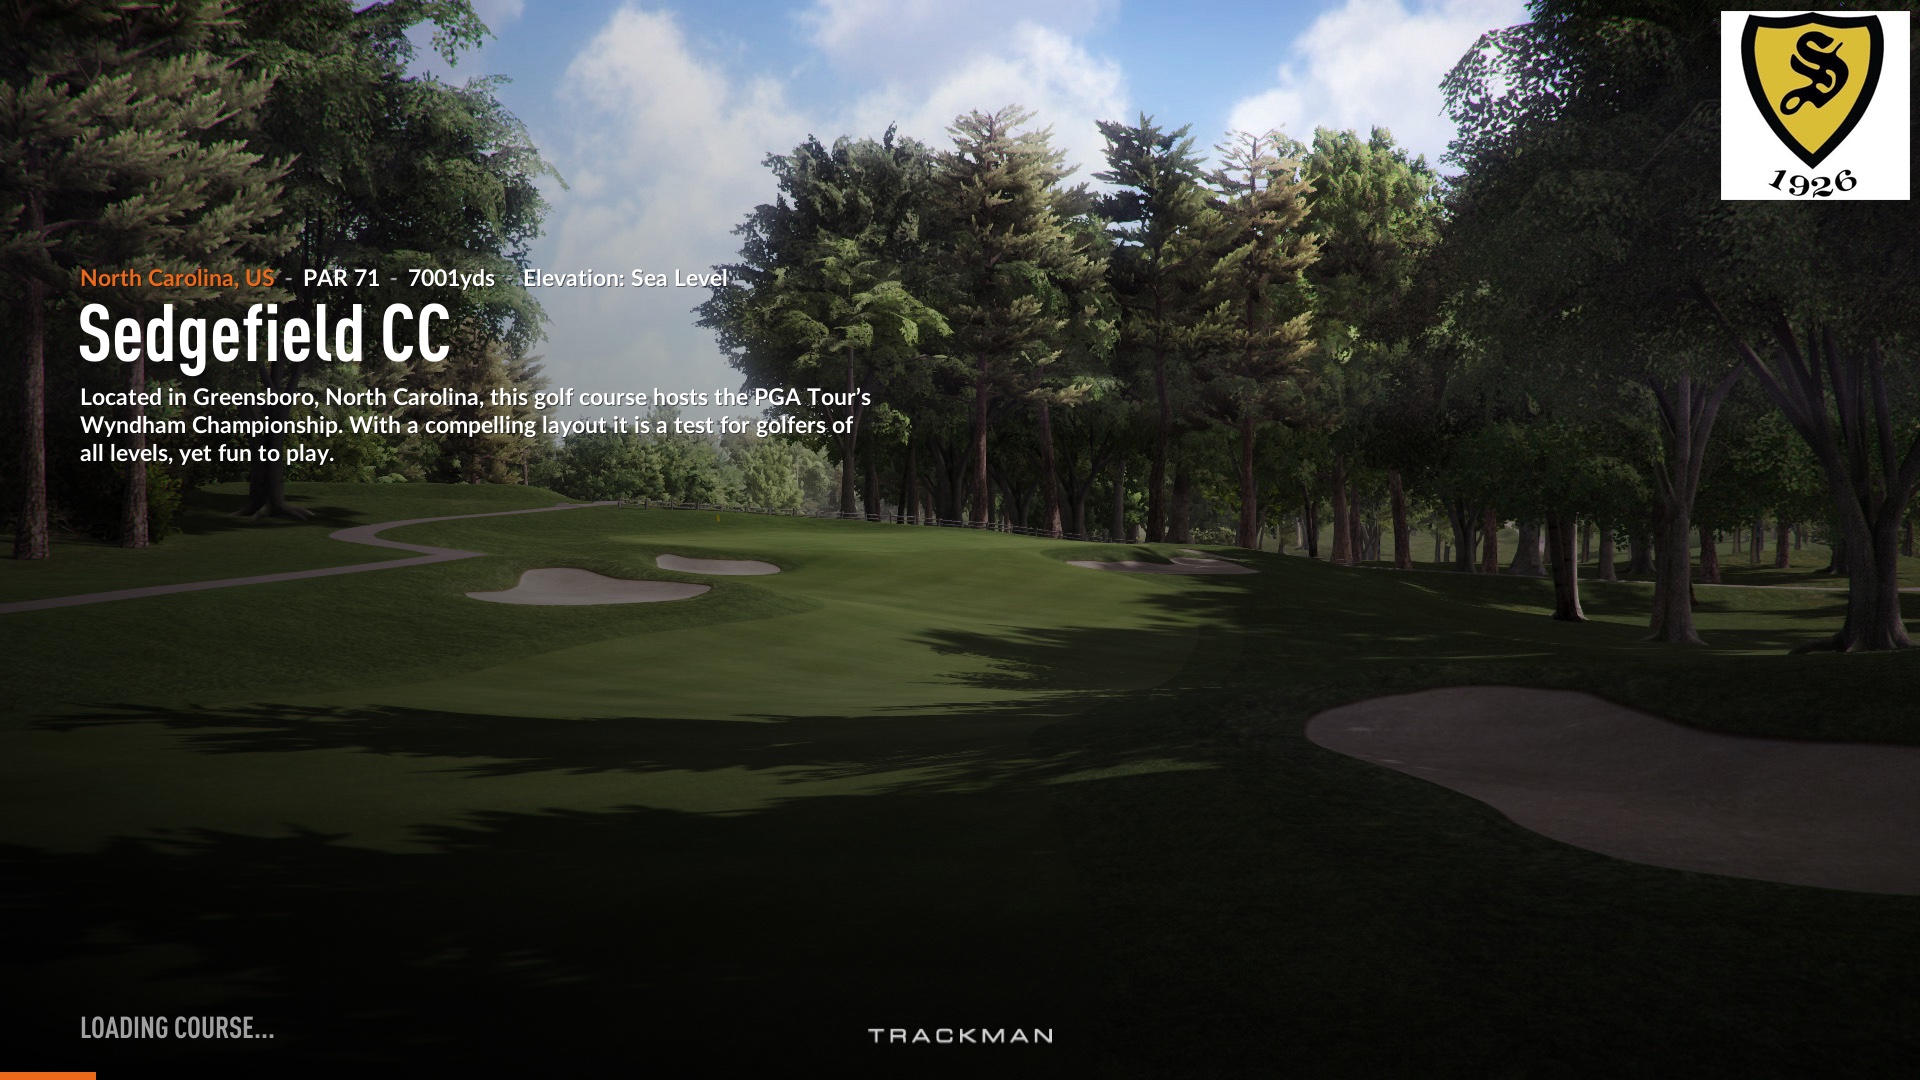 S
1926
North Carolina, US - PAR 71 - 7001yds - Elevation: Sea Level
Sedgefield CC
Located in Greensboro, North Carolina, this golf course hosts the PGA Tour’s
Wyndham Championship. With a compelling layout it is a test for golfers of
all levels, yet fun to play.
LOADING COURSE...
TRACKMAN